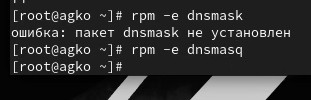 [root@agko ~]# rpm -e dnsmask
ошибка: пакет dnsmask не установлен
[root@agko ~]# rpm -e dnsmasq
[root@agko ~]#